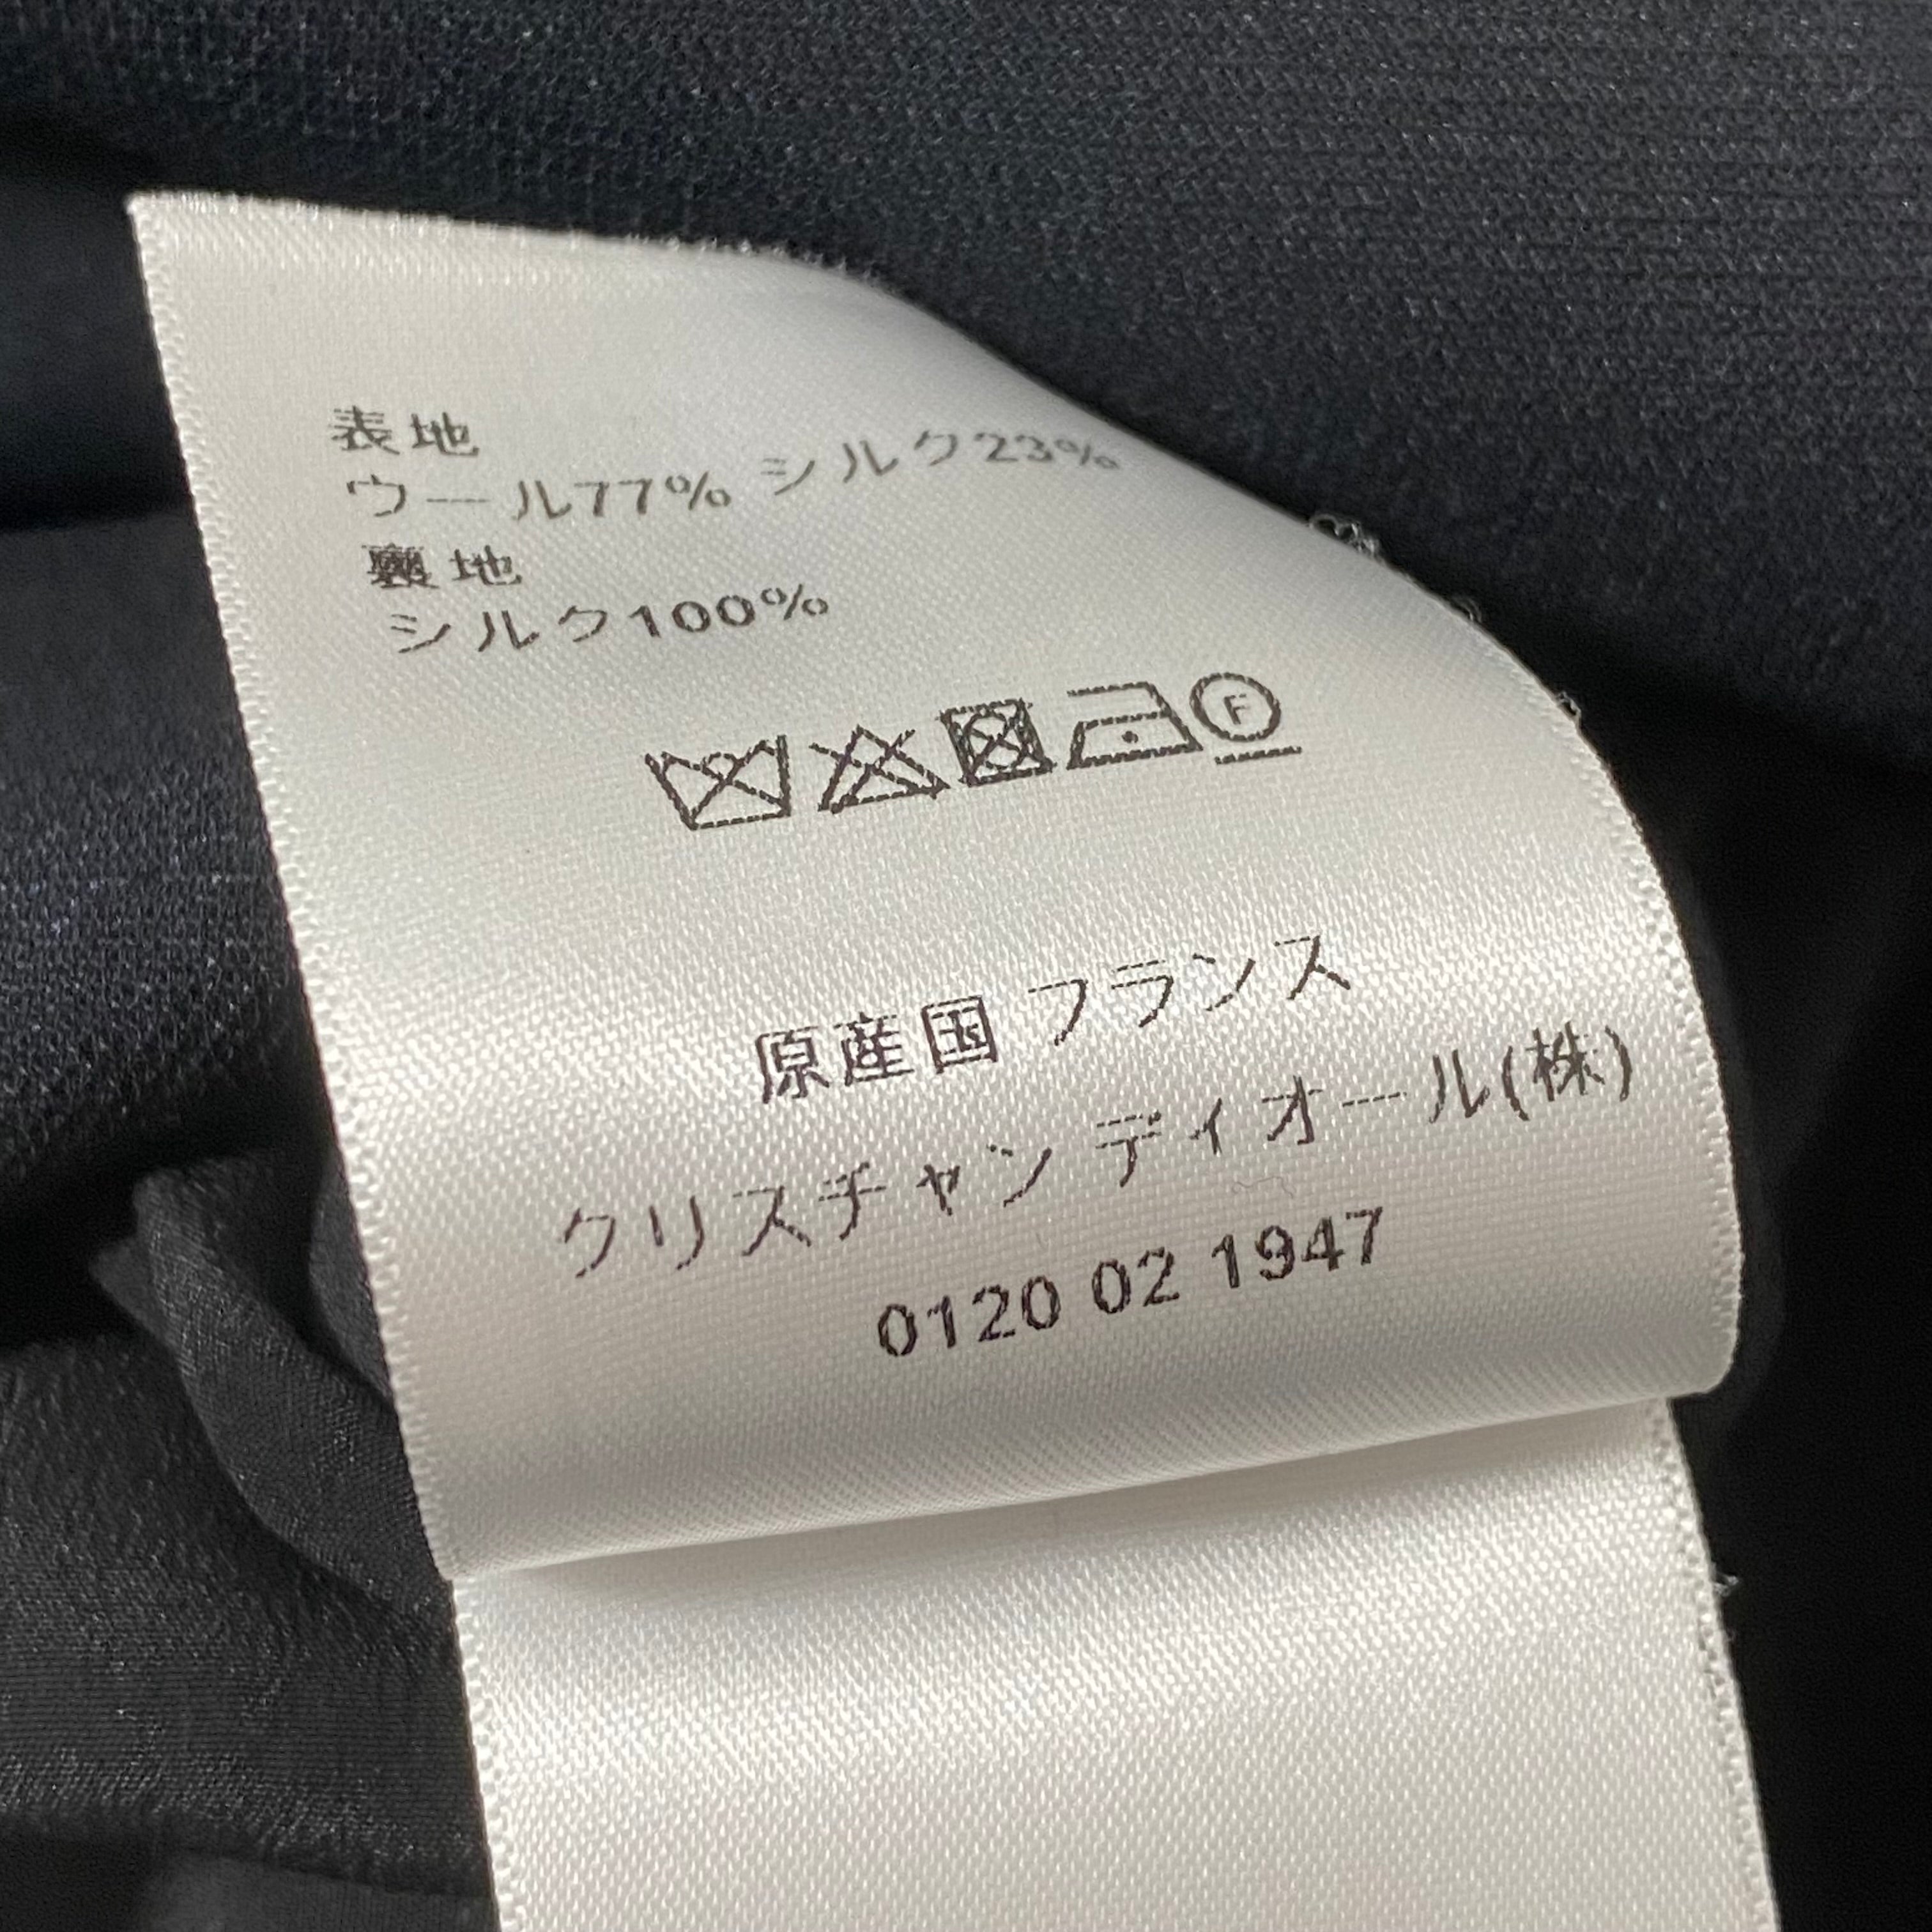 表地
ウール77% シルク23%
裏地
シルク100%
F
原産国 フランス
クリスチャン ディオール(株)
0120 02 1947